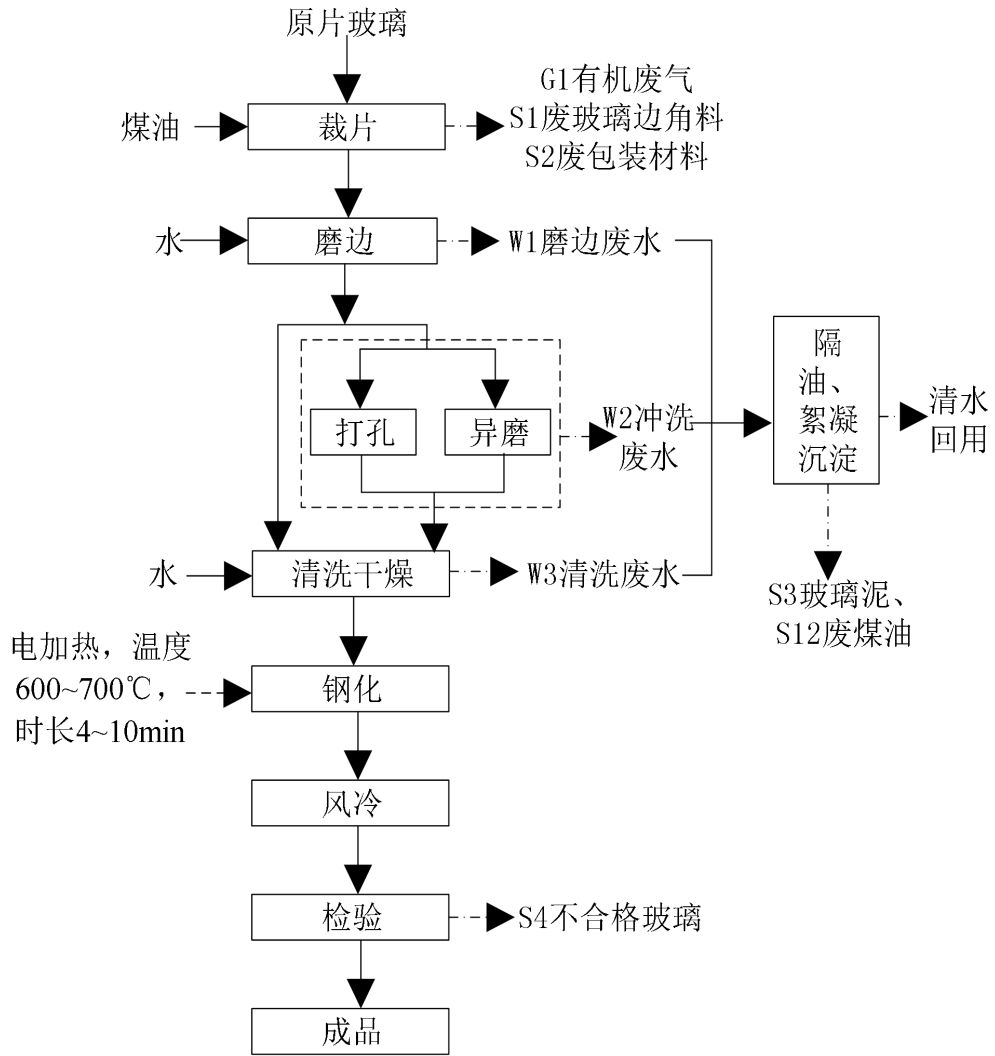 原片玻璃
煤油
裁片
G1有机废气
S1废玻璃边角料
S2废包装材料
水
磨边
W1磨边废水
打孔
异磨
W2冲洗
废水
隔
油、
絮凝
沉淀
清水
回用
水
清洗干燥
W3清洗废水
S3玻璃泥、
S12废煤油
电加热，温度
600~700℃，
时长4~10min
钢化
风冷
检验
S4不合格玻璃
成品